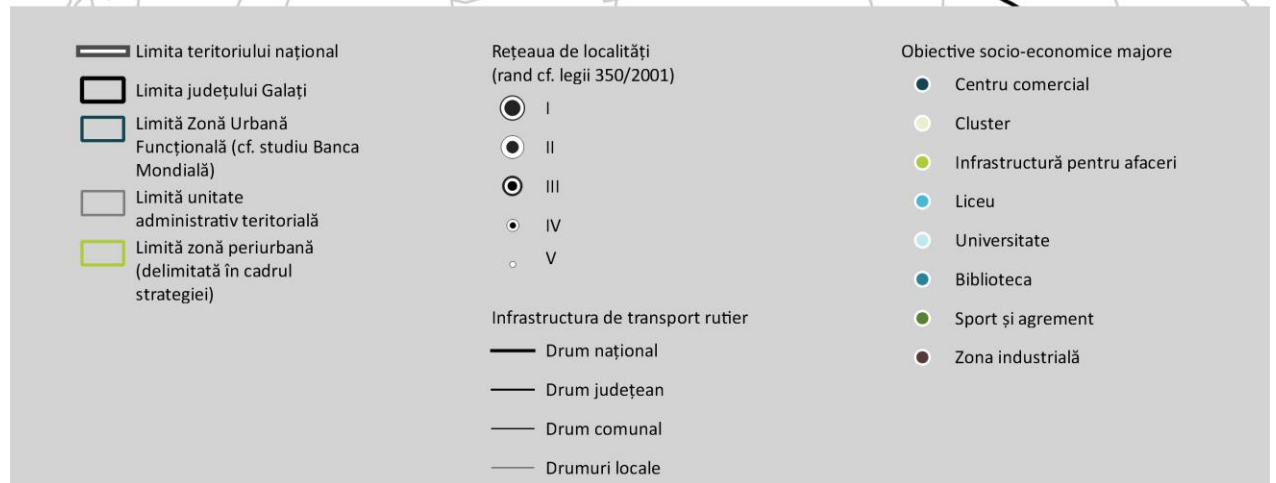 Limita teritoriului național
Limita județului Galați
Limită Zonă Urbană
Funcțională (cf. studiu Banca
Mondială)
Limită unitate
administrativ teritorială
Limită zonă periurbană
(delimitată în cadrul
strategiei)
Rețeaua de localități
(rand cf. legii 350/2001)
I
II
III
IV
V
Infrastructura de transport rutier
Drum național
Drum județean
Drum comunal
Drumuri locale
Obiective socio-economice majore
Centru comercial
Cluster
Infrastructură pentru afaceri
Liceu
Universitate
Biblioteca
Sport și agrement
Zona industrială